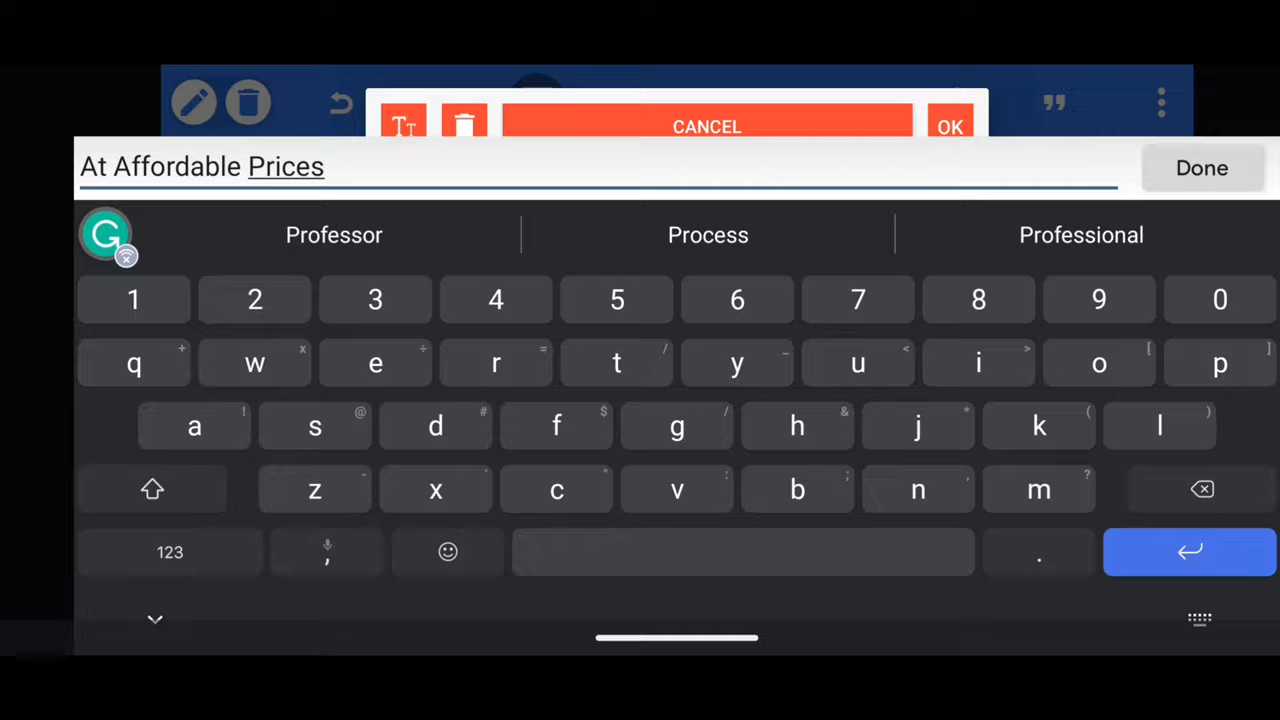 Tт
CANCEL
OK
At Affordable Prices
Done
Professor Process Professional
1 2 3 4 5 6 7 8 9 0
q + w x e ÷ r = t / y _ u < i > o [ p ]
a ! s @ d # f $ g / h & j * k ( l )
z - x ' c " v : b ; n , m ?
123 , .